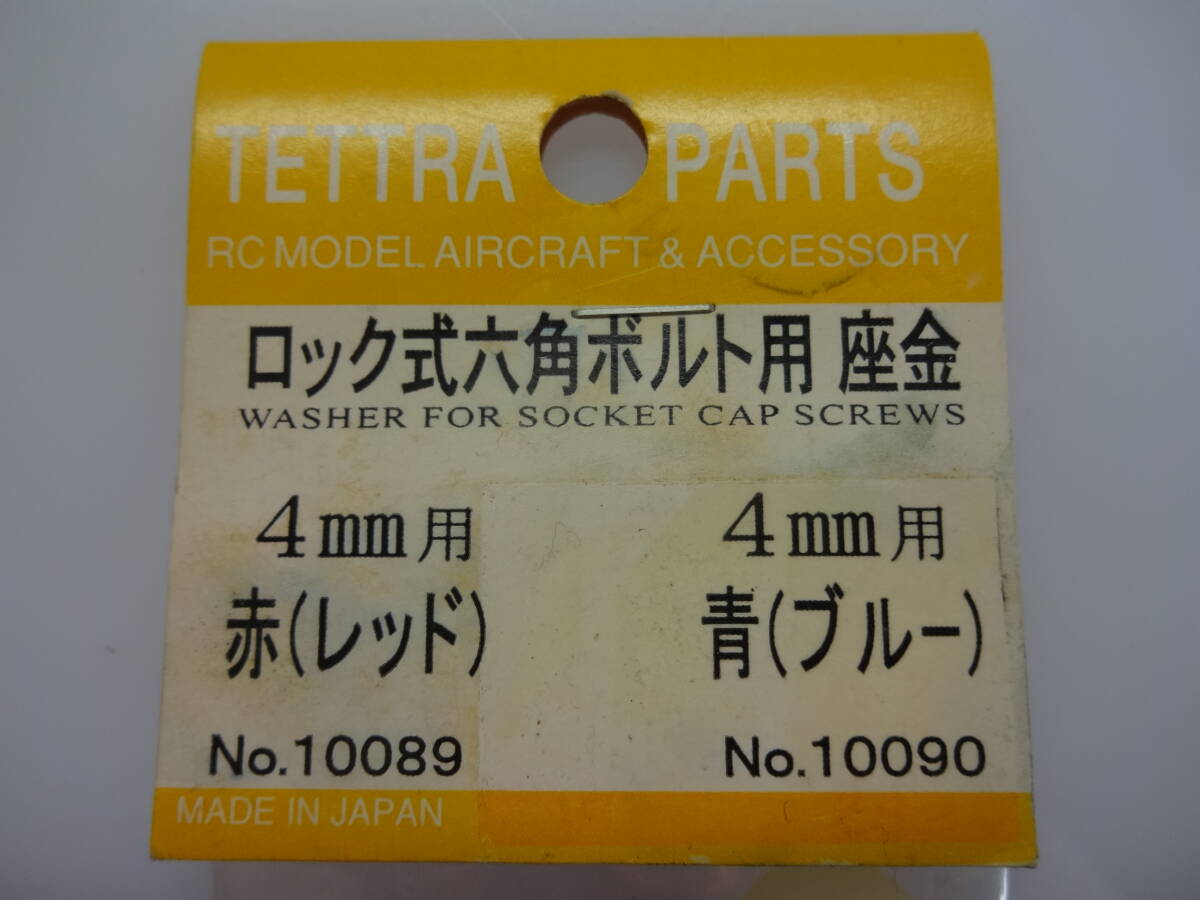 TETTRA PARTS
RC MODEL AIRCRAFT & ACCESSORY
ロック式六角ボルト用 座金
WASHER FOR SOCKET CAP SCREWS
4mm用 4mm用
赤(レッド) 青(ブルー)
No.10089 No.10090
MADE IN JAPAN